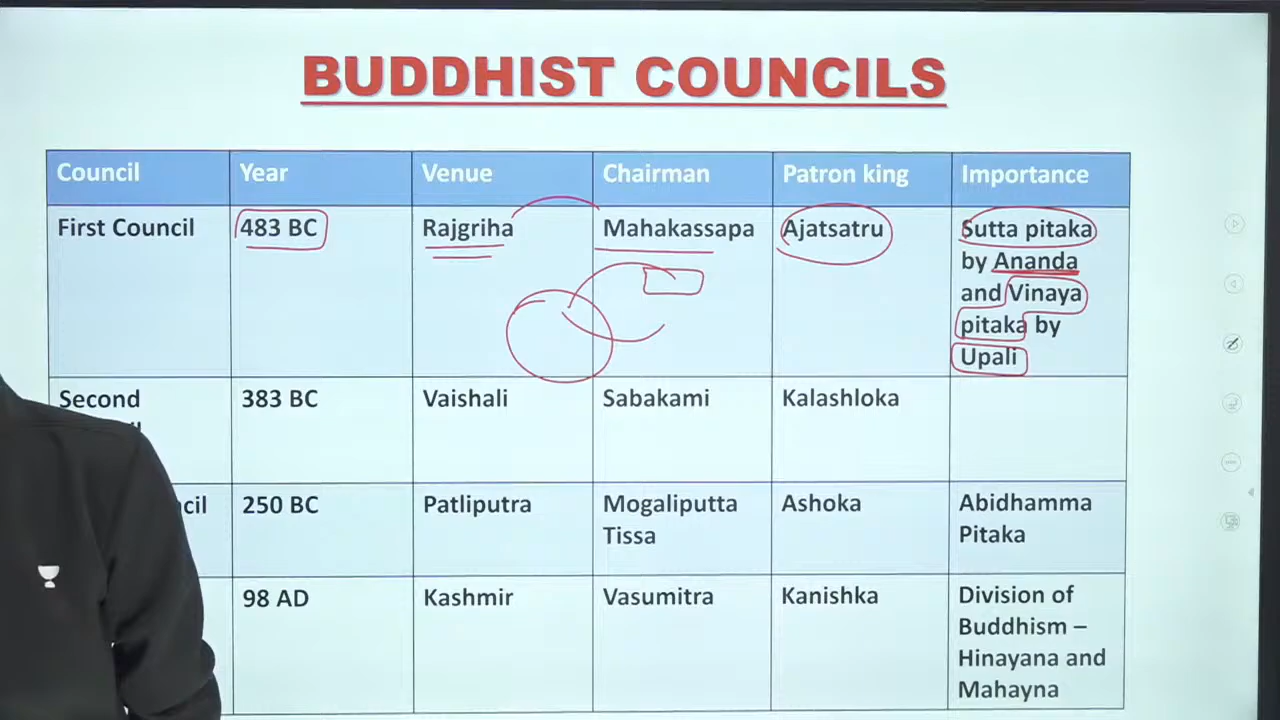 BUDDHIST COUNCILS
Council Year Venue Chairman Patron king Importance
First Council 483 BC Rajgriha Mahakassapa Ajatsatru Sutta pitaka
by Ananda
and Vinaya
pitaka by
Upali
Second 383 BC Vaishali Sabakami Kalashloka
250 BC Patliputra Mogaliputta Ashoka Abidhamma
Tissa Pitaka
98 AD Kashmir Vasumitra Kanishka Division of
Buddhism –
Hinayana and
Mahayna